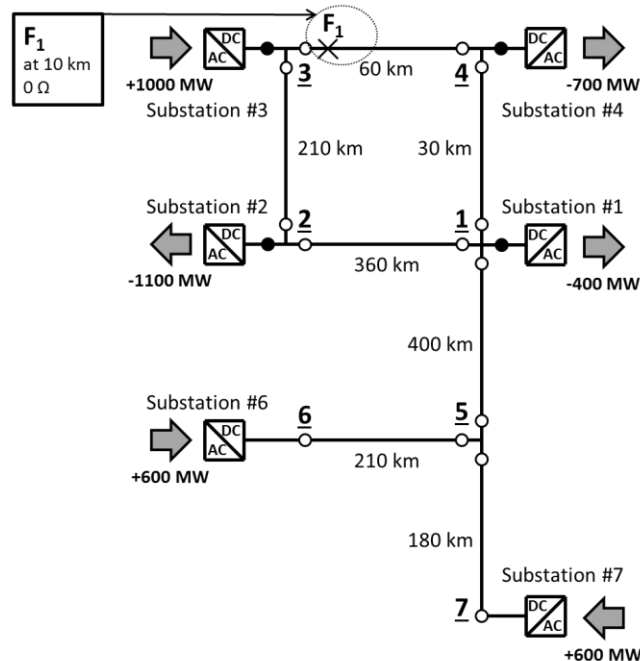 F1
at 10 km
0 Ω
F1
DC
AC
DC
AC
+1000 MW
3
60 km
4
-700 MW
Substation #3
Substation #4
210 km
30 km
Substation #2
2
1
Substation #1
DC
AC
DC
AC
-1100 MW
360 km
-400 MW
400 km
Substation #6
6
5
DC
AC
+600 MW
210 km
180 km
Substation #7
7
DC
AC
+600 MW